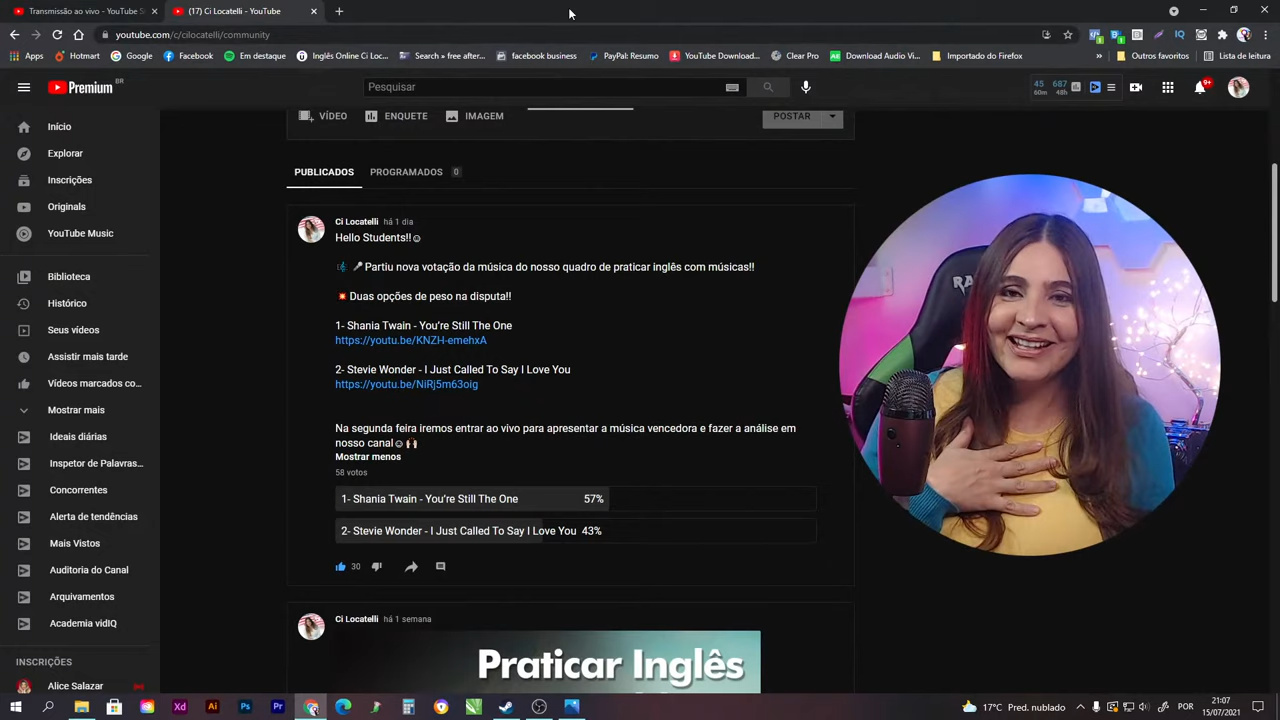 Transmissão ao vivo - YouTube S
(17) Ci Locatelli - YouTube
youtube.com/c/cilocatelli/community
Apps
Hotmart
Google
Facebook
Inglês Online Ci Lo...
Search » free after...
facebook business
PayPal: Resumo
YouTube Download...
Clear Pro
Download Audio Vi...
Importado do Firefox
Outros favoritos
Lista de leitura
Premium BR
Pesquisar
45 687
60m 48h
9+
VÍDEO
ENQUETE
IMAGEM
POSTAR
PUBLICADOS
PROGRAMADOS 0
Início
Explorar
Inscrições
Originals
YouTube Music
Biblioteca
Histórico
Seus vídeos
Assistir mais tarde
Vídeos marcados co...
Mostrar mais
Ideais diárias
Inspetor de Palavras...
Concorrentes
Alerta de tendências
Mais Vistos
Auditoria do Canal
Arquivamentos
Academia vidIQ
INSCRIÇÕES
Alice Salazar
Ci Locatelli há 1 dia
Hello Students!!☺
🎼 🎤Partiu nova votação da música do nosso quadro de praticar inglês com músicas!!
💥 Duas opções de peso na disputa!!
1- Shania Twain - You're Still The One
https://youtu.be/KNZH-emehxA
2- Stevie Wonder - I Just Called To Say I Love You
https://youtu.be/NiRj5m63oig
Na segunda feira iremos entrar ao vivo para apresentar a música vencedora e fazer a análise em
nosso canal☺🙌
Mostrar menos
58 votos
1- Shania Twain - You're Still The One 57%
2- Stevie Wonder - I Just Called To Say I Love You 43%
30
Ci Locatelli há 1 semana
Praticar Inglês
Xd
Ai
Ps
Pr
17°C Pred. nublado
POR
21:07
15/07/2021